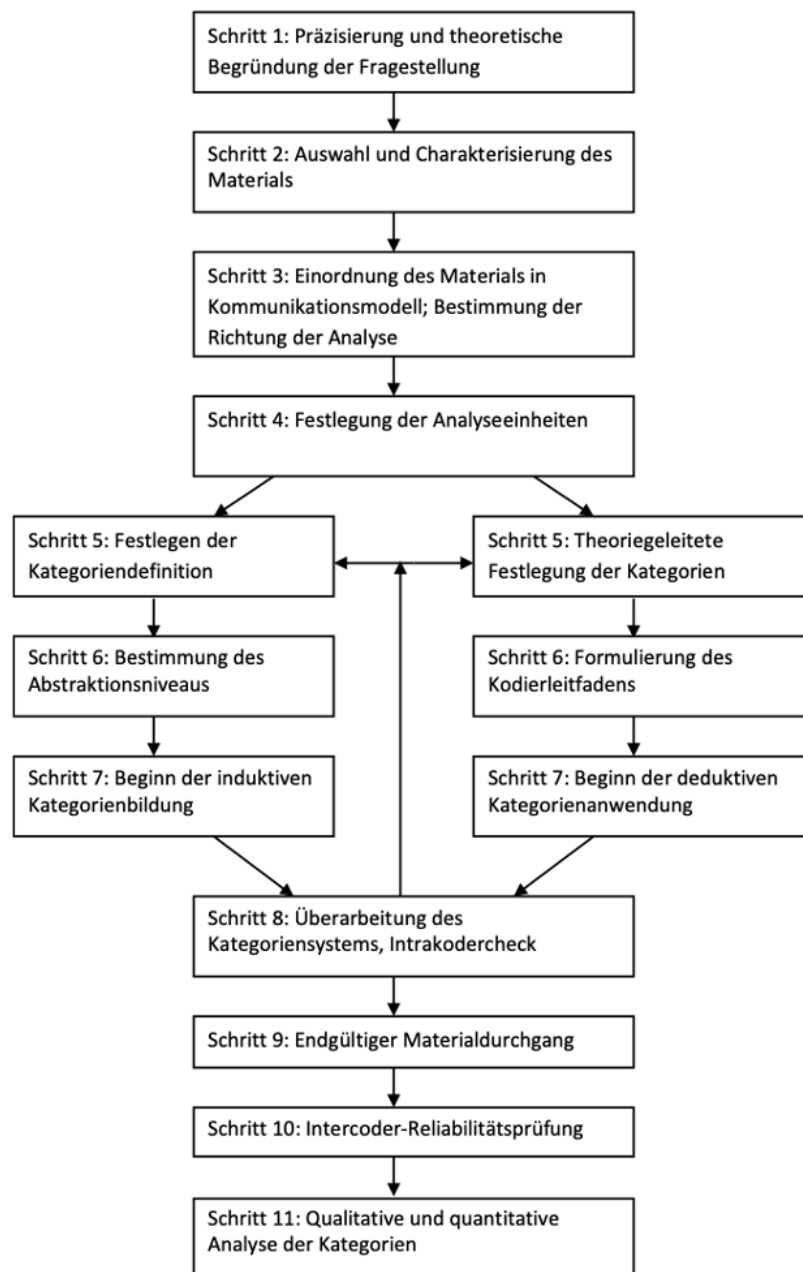 Schritt 1: Präzisierung und theoretische
Begründung der Fragestellung
Schritt 2: Auswahl und Charakterisierung des
Materials
Schritt 3: Einordnung des Materials in
Kommunikationsmodell; Bestimmung der
Richtung der Analyse
Schritt 4: Festlegung der Analyseeinheiten
Schritt 5: Festlegen der
Kategoriendefinition
Schritt 6: Bestimmung des
Abstraktionsniveaus
Schritt 7: Beginn der induktiven
Kategorienbildung
Schritt 5: Theoriegeleitete
Festlegung der Kategorien
Schritt 6: Formulierung des
Kodierleitfadens
Schritt 7: Beginn der deduktiven
Kategorienanwendung
Schritt 8: Überarbeitung des
Kategoriensystems, Intrakodercheck
Schritt 9: Endgültiger Materialdurchgang
Schritt 10: Intercoder-Reliabilitätsprüfung
Schritt 11: Qualitative und quantitative
Analyse der Kategorien